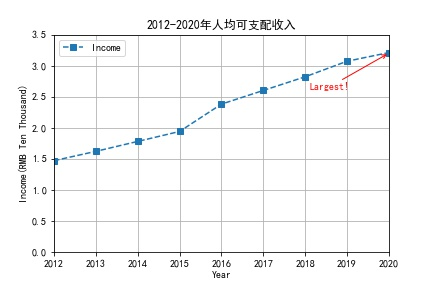 2012-2020年人均可支配收入
Income
Largest!
Income(RMB Ten Thousand)
3.5
3.0
2.5
2.0
1.5
1.0
0.5
0.0
2012 2013 2014 2015 2016 2017 2018 2019 2020
Year